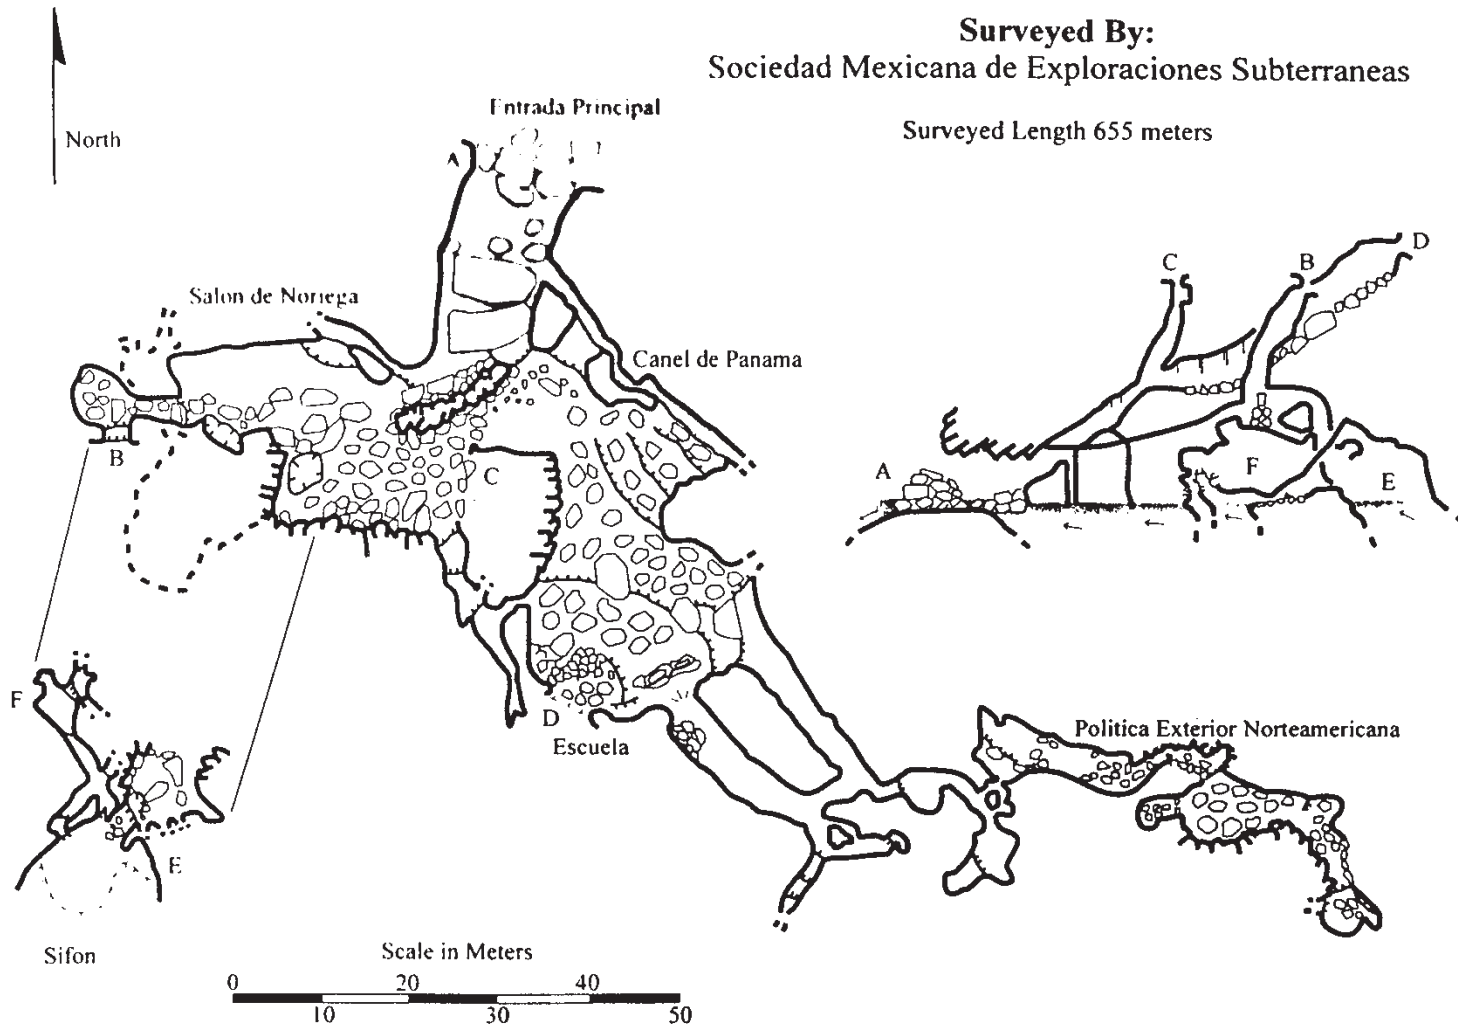 Surveyed By:
Sociedad Mexicana de Exploraciones Subterraneas
Surveyed Length 655 meters
North
Entrada Principal
A
Salon de Noriega
Canel de Panama
B
C
D
Escuela
C
B
D
A
F
E
F
E
Sifon
Politica Exterior Norteamericana
Scale in Meters
0 20 40
10 30 50